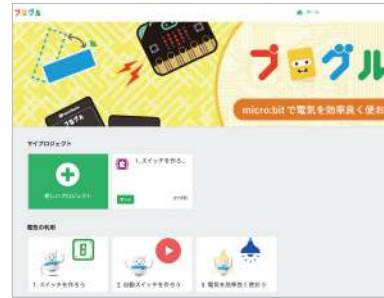 プログル
ホーム
プログル
micro:bitで電気を効率良く使お
マイプロジェクト
新しいプロジェクト
1.スイッチを作ろ…
電気の利用
1. スイッチを作ろう
2. 自動スイッチを作ろう
3. 電気を効率良く使おう